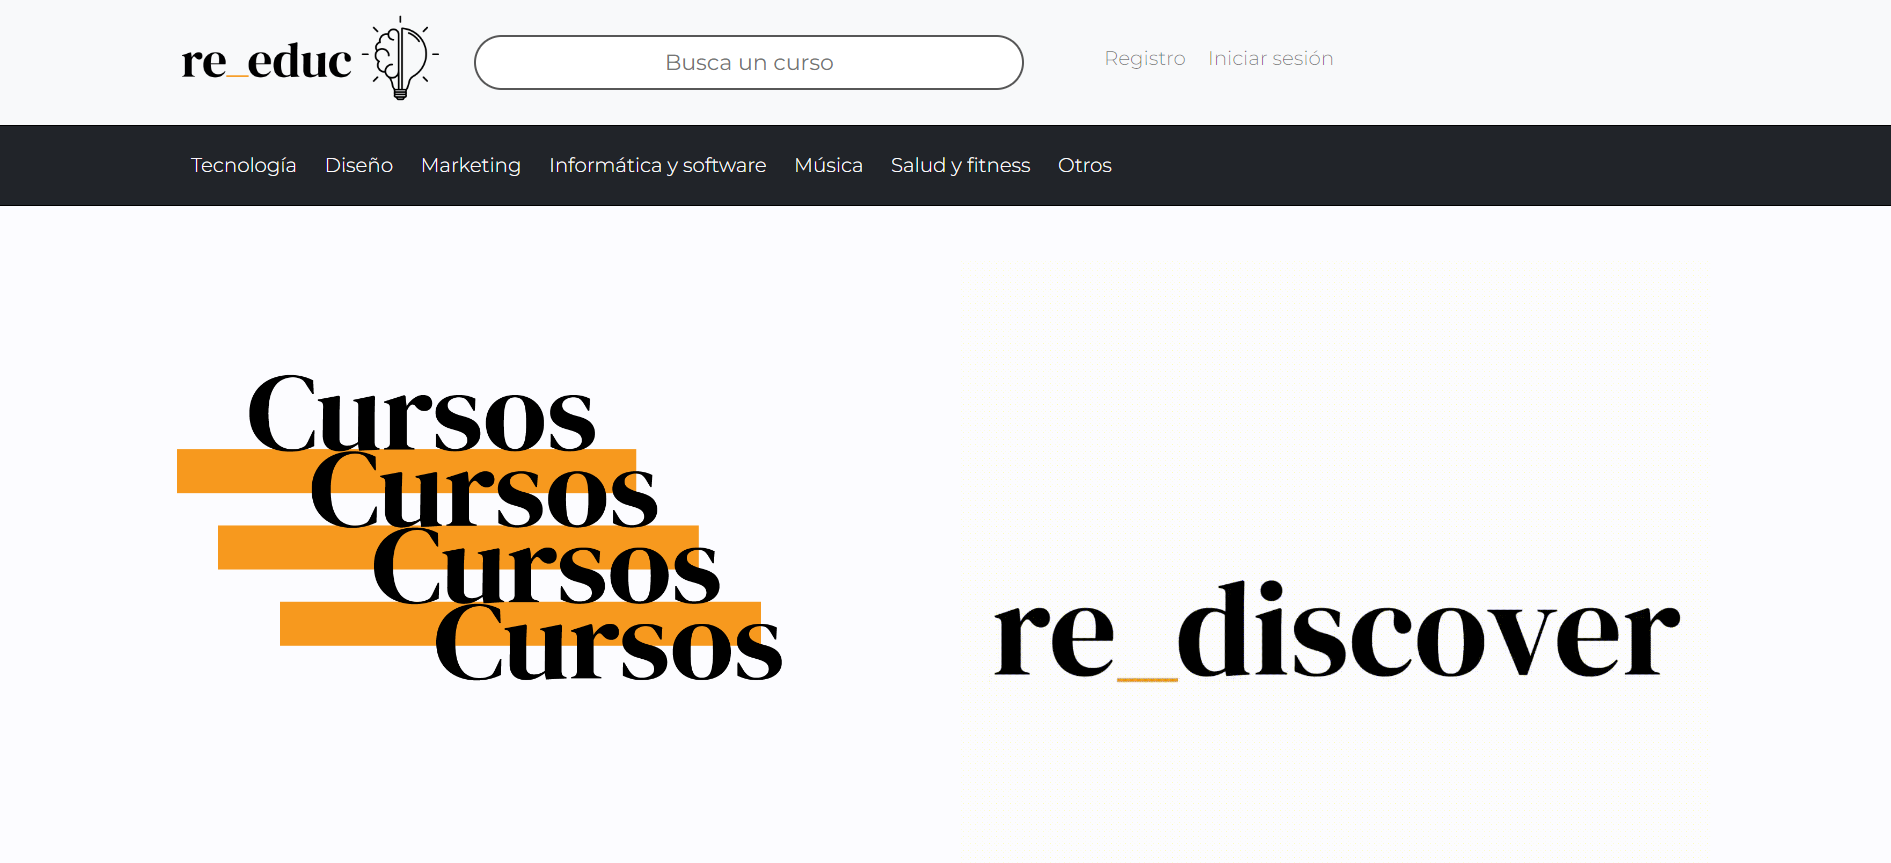 re_educ
Busca un curso
Registro Iniciar sesión
Tecnología Diseño Marketing Informática y software Música Salud y fitness Otros
Cursos
Cursos
Cursos
Cursos
re_discover